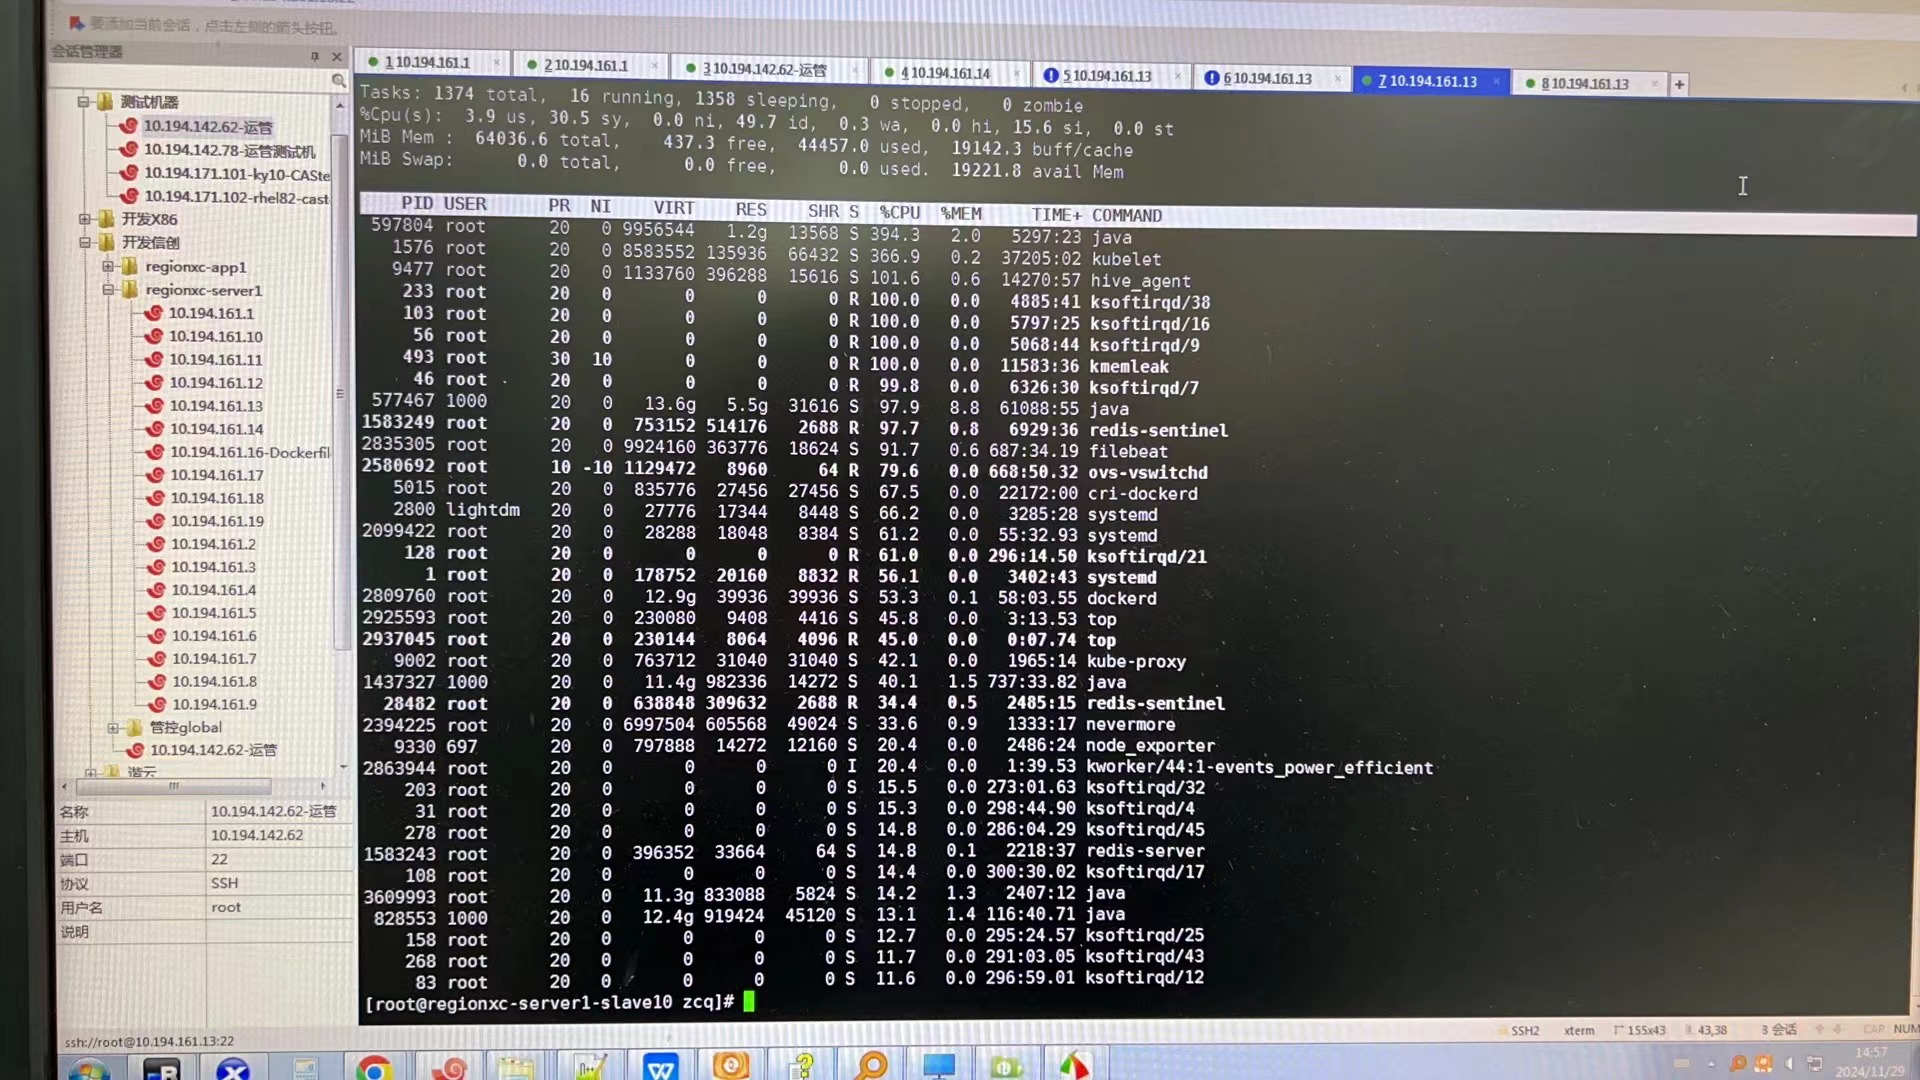 要添加当前会话，点击左侧的箭头按钮。
会话管理器
测试机器
10.194.142.62-运管
10.194.142.78-运管测试机
10.194.171.101-ky10-CASte
10.194.171.102-rhel82-cast
开发X86
开发信创
regionxc-app1
regionxc-server1
10.194.161.1
10.194.161.10
10.194.161.11
10.194.161.12
10.194.161.13
10.194.161.14
10.194.161.16-Dockerfil
10.194.161.17
10.194.161.18
10.194.161.19
10.194.161.2
10.194.161.3
10.194.161.4
10.194.161.5
10.194.161.6
10.194.161.7
10.194.161.8
10.194.161.9
管控global
10.194.142.62-运管
谐云
名称 10.194.142.62-运管
主机 10.194.142.62
端口 22
协议 SSH
用户名 root
说明
1 10.194.161.1 2 10.194.161.1 3 10.194.142.62-运管 4 10.194.161.14 5 10.194.161.13 6 10.194.161.13 7 10.194.161.13 8 10.194.161.13 +
Tasks: 1374 total, 16 running, 1358 sleeping, 0 stopped, 0 zombie
%Cpu(s): 3.9 us, 30.5 sy, 0.0 ni, 49.7 id, 0.3 wa, 0.0 hi, 15.6 si, 0.0 st
MiB Mem : 64036.6 total, 437.3 free, 44457.0 used, 19142.3 buff/cache
MiB Swap: 0.0 total, 0.0 free, 0.0 used. 19221.8 avail Mem
PID USER PR NI VIRT RES SHR S %CPU %MEM TIME+ COMMAND
597804 root 20 0 9956544 1.2g 13568 S 394.3 2.0 5297:23 java
1576 root 20 0 8583552 135936 66432 S 366.9 0.2 37205:02 kubelet
9477 root 20 0 1133760 396288 15616 S 101.6 0.6 14270:57 hive_agent
233 root 20 0 0 0 0 R 100.0 0.0 4885:41 ksoftirqd/38
103 root 20 0 0 0 0 R 100.0 0.0 5797:25 ksoftirqd/16
56 root 20 0 0 0 0 R 100.0 0.0 5068:44 ksoftirqd/9
493 root 30 10 0 0 0 R 100.0 0.0 11583:36 kmemleak
46 root 20 0 0 0 0 R 99.8 0.0 6326:30 ksoftirqd/7
577467 1000 20 0 13.6g 5.5g 31616 S 97.9 8.8 61088:55 java
1583249 root 20 0 753152 514176 2688 R 97.7 0.8 6929:36 redis-sentinel
2835305 root 20 0 9924160 363776 18624 S 91.7 0.6 687:34.19 filebeat
2580692 root 10 -10 1129472 8960 64 R 79.6 0.0 668:50.32 ovs-vswitchd
5015 root 20 0 835776 27456 27456 S 67.5 0.0 22172:00 cri-dockerd
2800 lightdm 20 0 27776 17344 8448 S 66.2 0.0 3285:28 systemd
2099422 root 20 0 28288 18048 8384 S 61.2 0.0 55:32.93 systemd
128 root 20 0 0 0 0 R 61.0 0.0 296:14.50 ksoftirqd/21
1 root 20 0 178752 20160 8832 R 56.1 0.0 3402:43 systemd
2809760 root 20 0 12.9g 39936 39936 S 53.3 0.1 58:03.55 dockerd
2925593 root 20 0 230080 9408 4416 S 45.8 0.0 3:13.53 top
2937045 root 20 0 230144 8064 4096 R 45.0 0.0 0:07.74 top
9002 root 20 0 763712 31040 31040 S 42.1 0.0 1965:14 kube-proxy
1437327 1000 20 0 11.4g 982336 14272 S 40.1 1.5 737:33.82 java
28482 root 20 0 638848 309632 2688 R 34.4 0.5 2485:15 redis-sentinel
2394225 root 20 0 6997504 605568 49024 S 33.6 0.9 1333:17 nevermore
9330 697 20 0 797888 14272 12160 S 20.4 0.0 2486:24 node_exporter
2863944 root 20 0 0 0 0 I 20.4 0.0 1:39.53 kworker/44:1-events_power_efficient
203 root 20 0 0 0 0 S 15.5 0.0 273:01.63 ksoftirqd/32
31 root 20 0 0 0 0 S 15.3 0.0 298:44.90 ksoftirqd/4
278 root 20 0 0 0 0 S 14.8 0.0 286:04.29 ksoftirqd/45
1583243 root 20 0 396352 33664 64 S 14.8 0.1 2218:37 redis-server
108 root 20 0 0 0 0 S 14.4 0.0 300:30.02 ksoftirqd/17
3609993 root 20 0 11.3g 833088 5824 S 14.2 1.3 2407:12 java
828553 1000 20 0 12.4g 919424 45120 S 13.1 1.4 116:40.71 java
158 root 20 0 0 0 0 S 12.7 0.0 295:24.57 ksoftirqd/25
268 root 20 0 0 0 0 S 11.7 0.0 291:03.05 ksoftirqd/43
83 root 20 0 0 0 0 S 11.6 0.0 296:59.01 ksoftirqd/12
[root@regionxc-server1-slave10 zcq]#
ssh://root@10.194.161.13:22 SSH2 xterm 155x43 43,38 3 会话 CAP NUM
14:57
2024/11/29